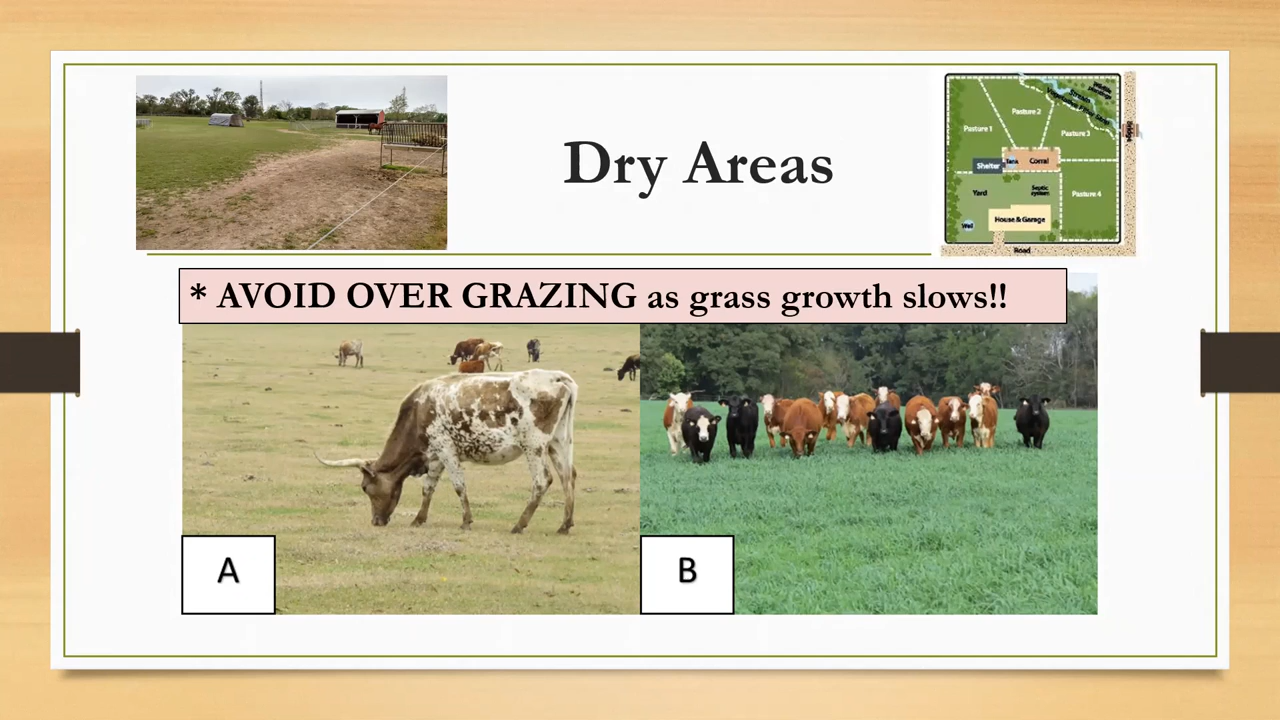 Dry Areas
Pasture 1
Pasture 2
Pasture 3
Shelter
Tank
Corral
Yard
Septic
system
Pasture 4
House & Garage
Well
Road
* AVOID OVER GRAZING as grass growth slows!!
A
B